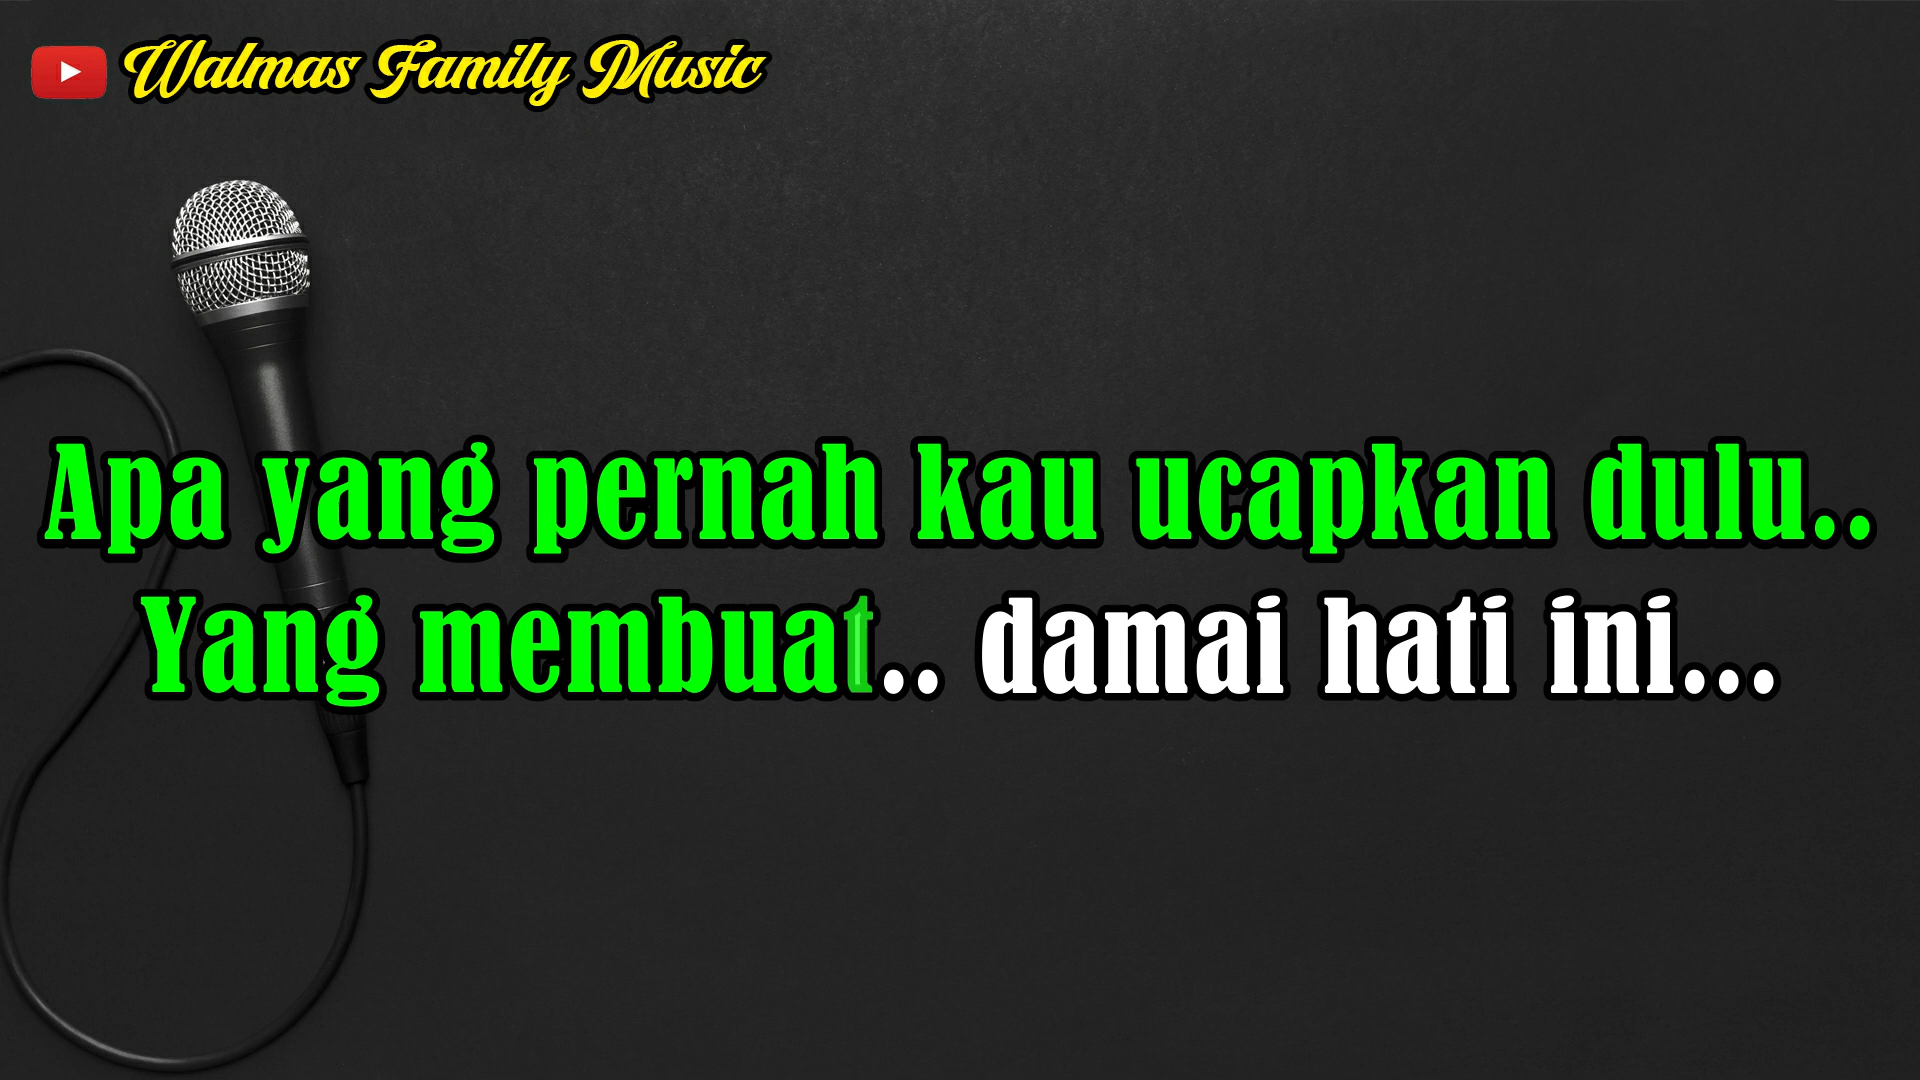 Walmas Family Music
Apa yang pernah kau ucapkan dulu..
Yang membuat.. damai hati ini...